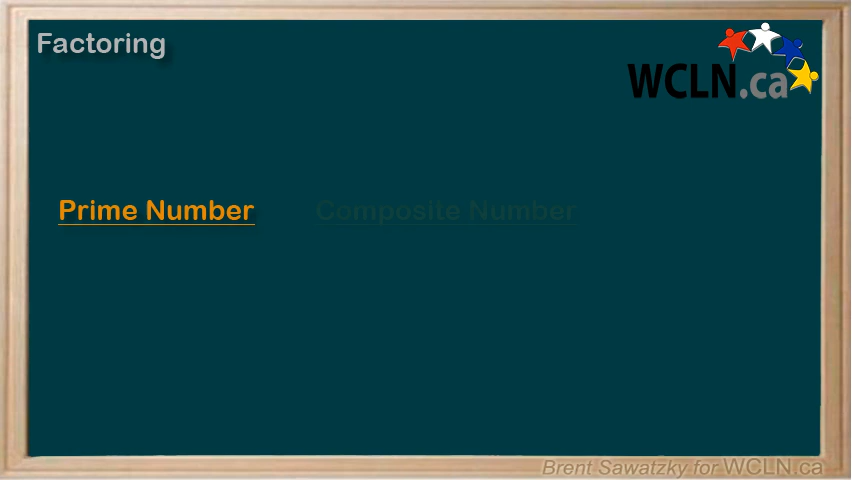 Factoring
WCLN.ca
Prime Number Composite Number
Brent Sawatzky for WCLN.ca